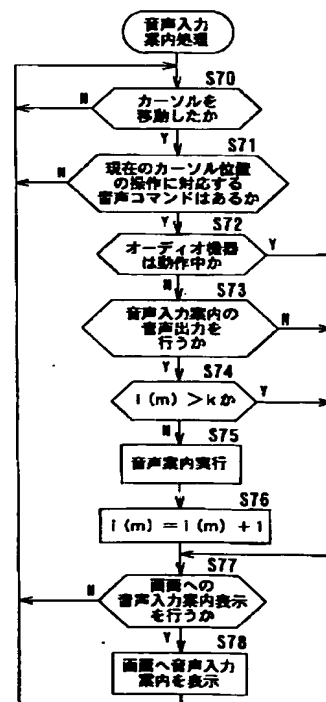 音声入力
案内処理
S70
N
カーソルを
移動したか
Y
S71
N
現在のカーソル位置
の操作に対応する
音声コマンドはあるか
Y
S72
オーディオ機器
は動作中か
Y
N
S73
音声入力案内の
音声出力を
行うか
N
Y
S74
i(m)>kか
Y
N
S75
音声案内実行
S76
i(m)=i(m)+1
S77
N
画面への
音声入力案内表示
を行うか
Y
S78
画面へ音声入力
案内を表示